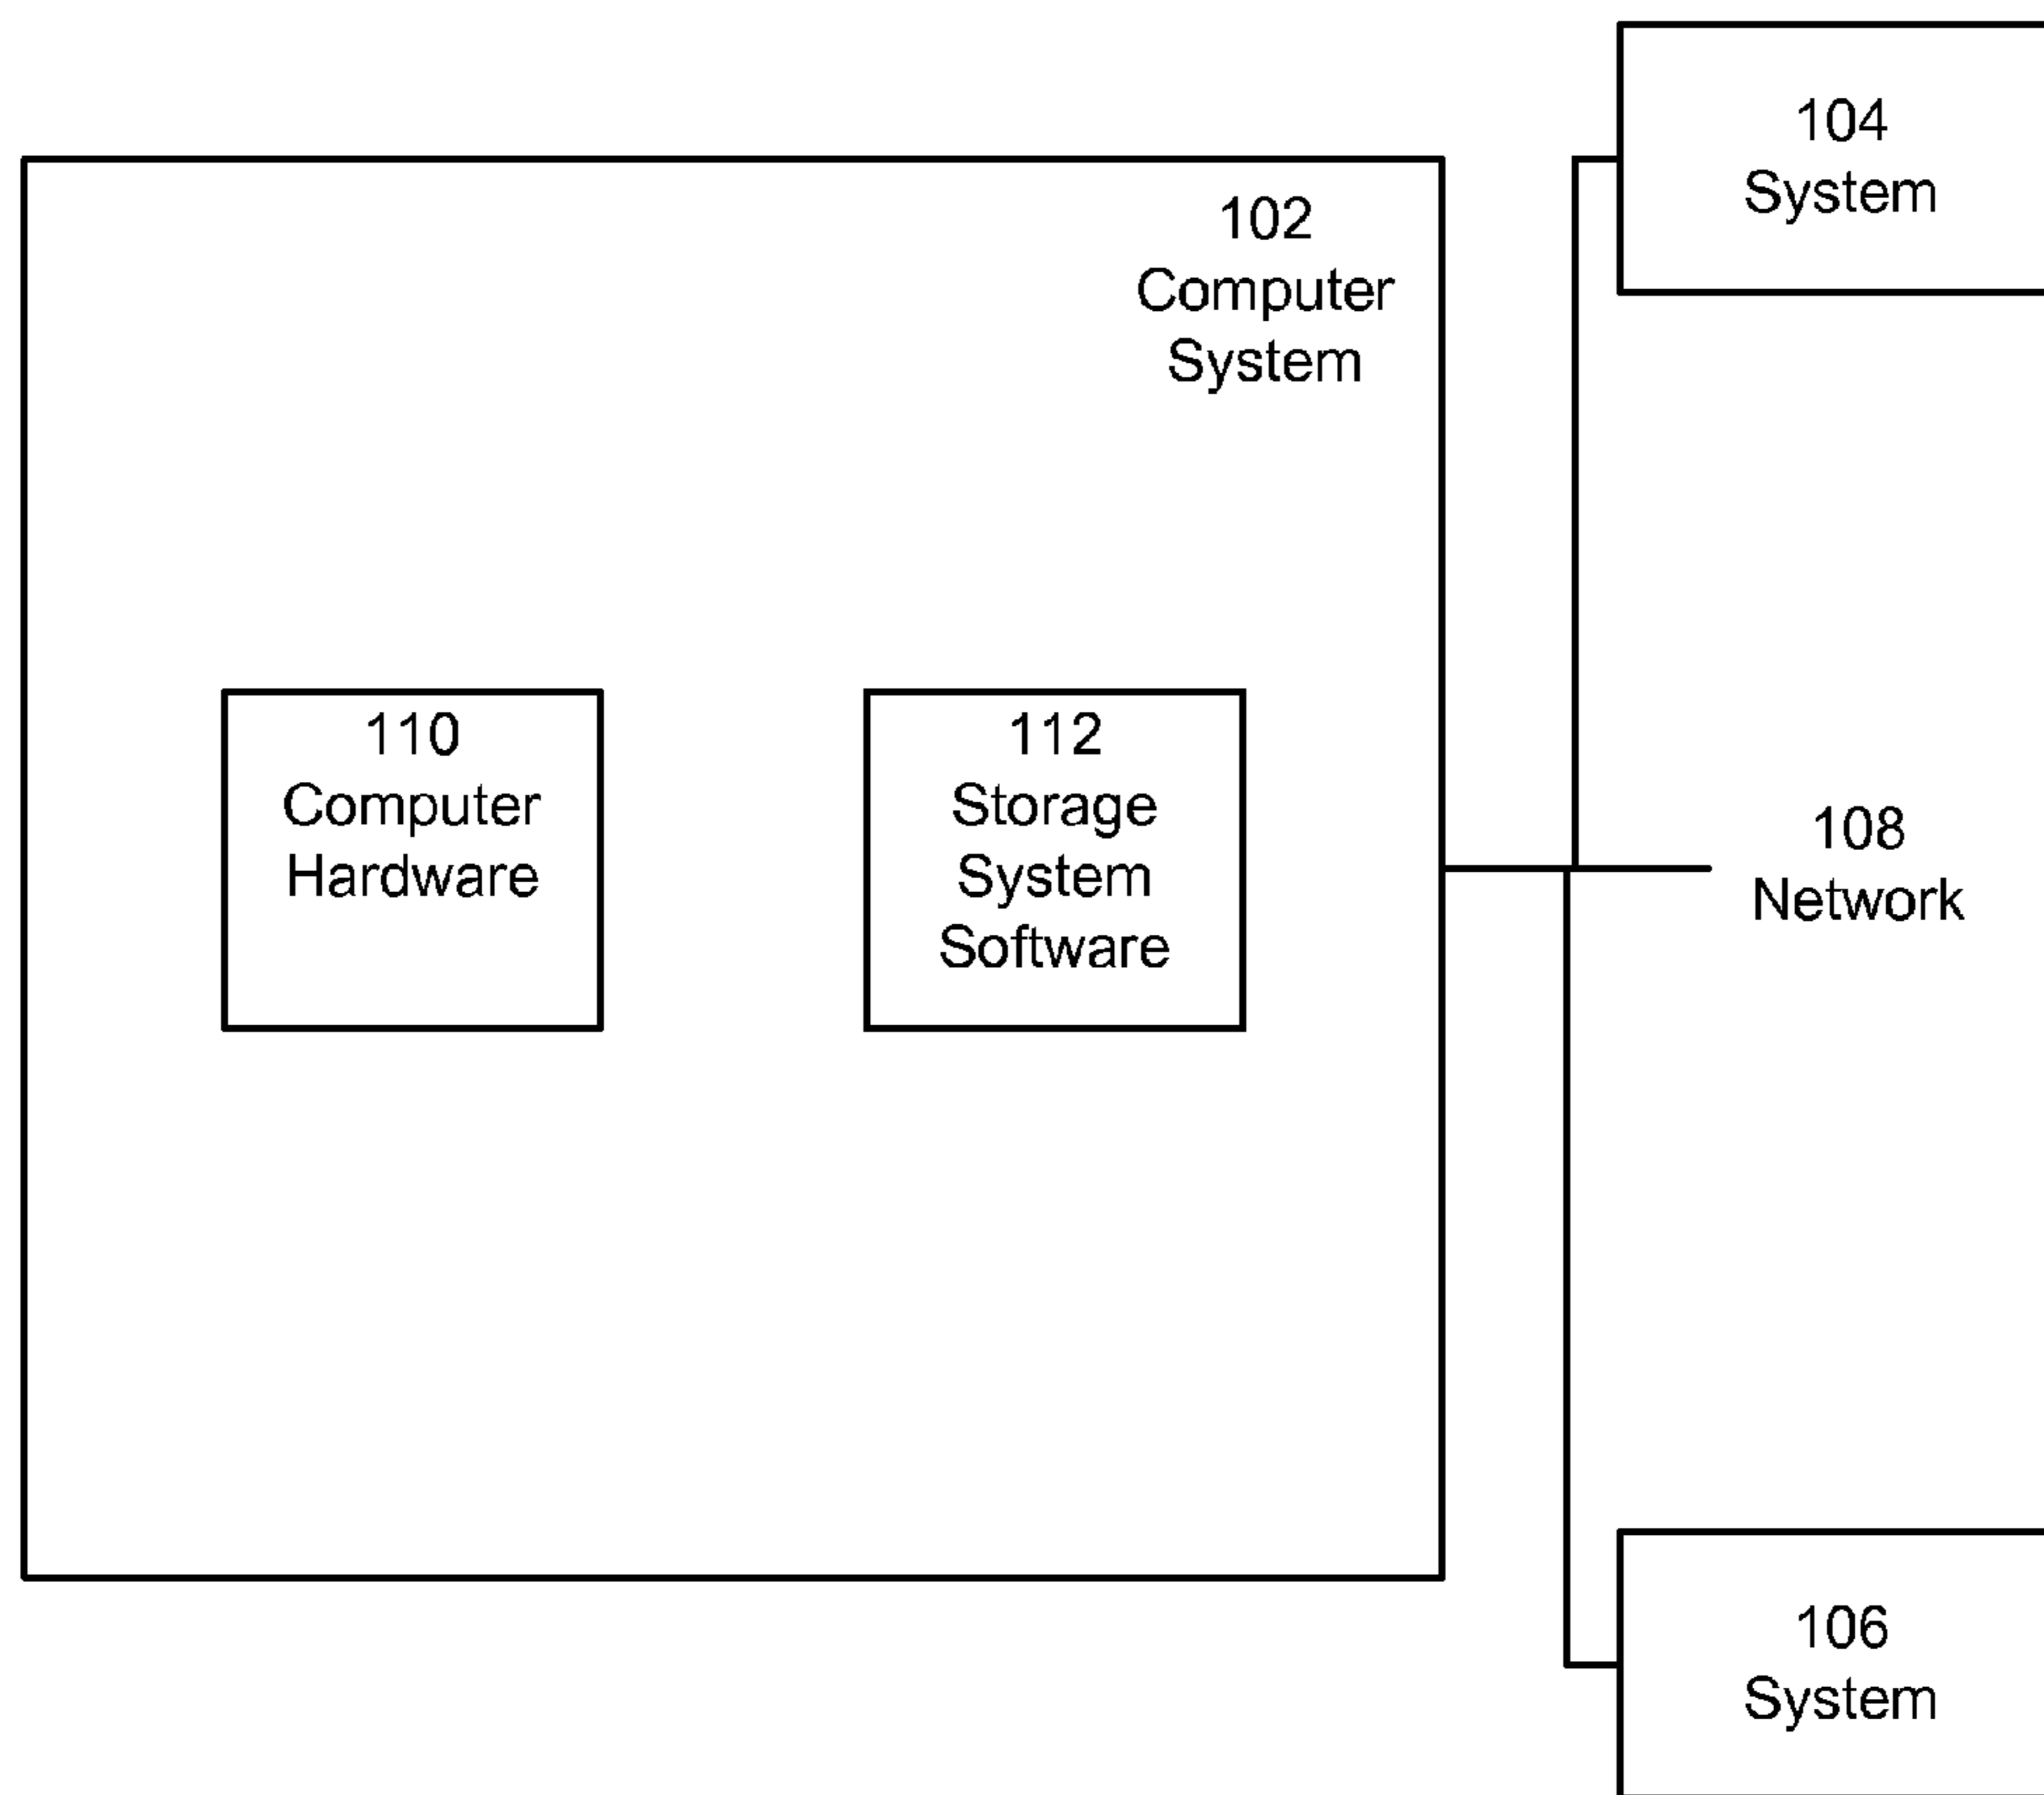 104
System
102
Computer
System
110
Computer
Hardware
112
Storage
System
Software
108
Network
106
System